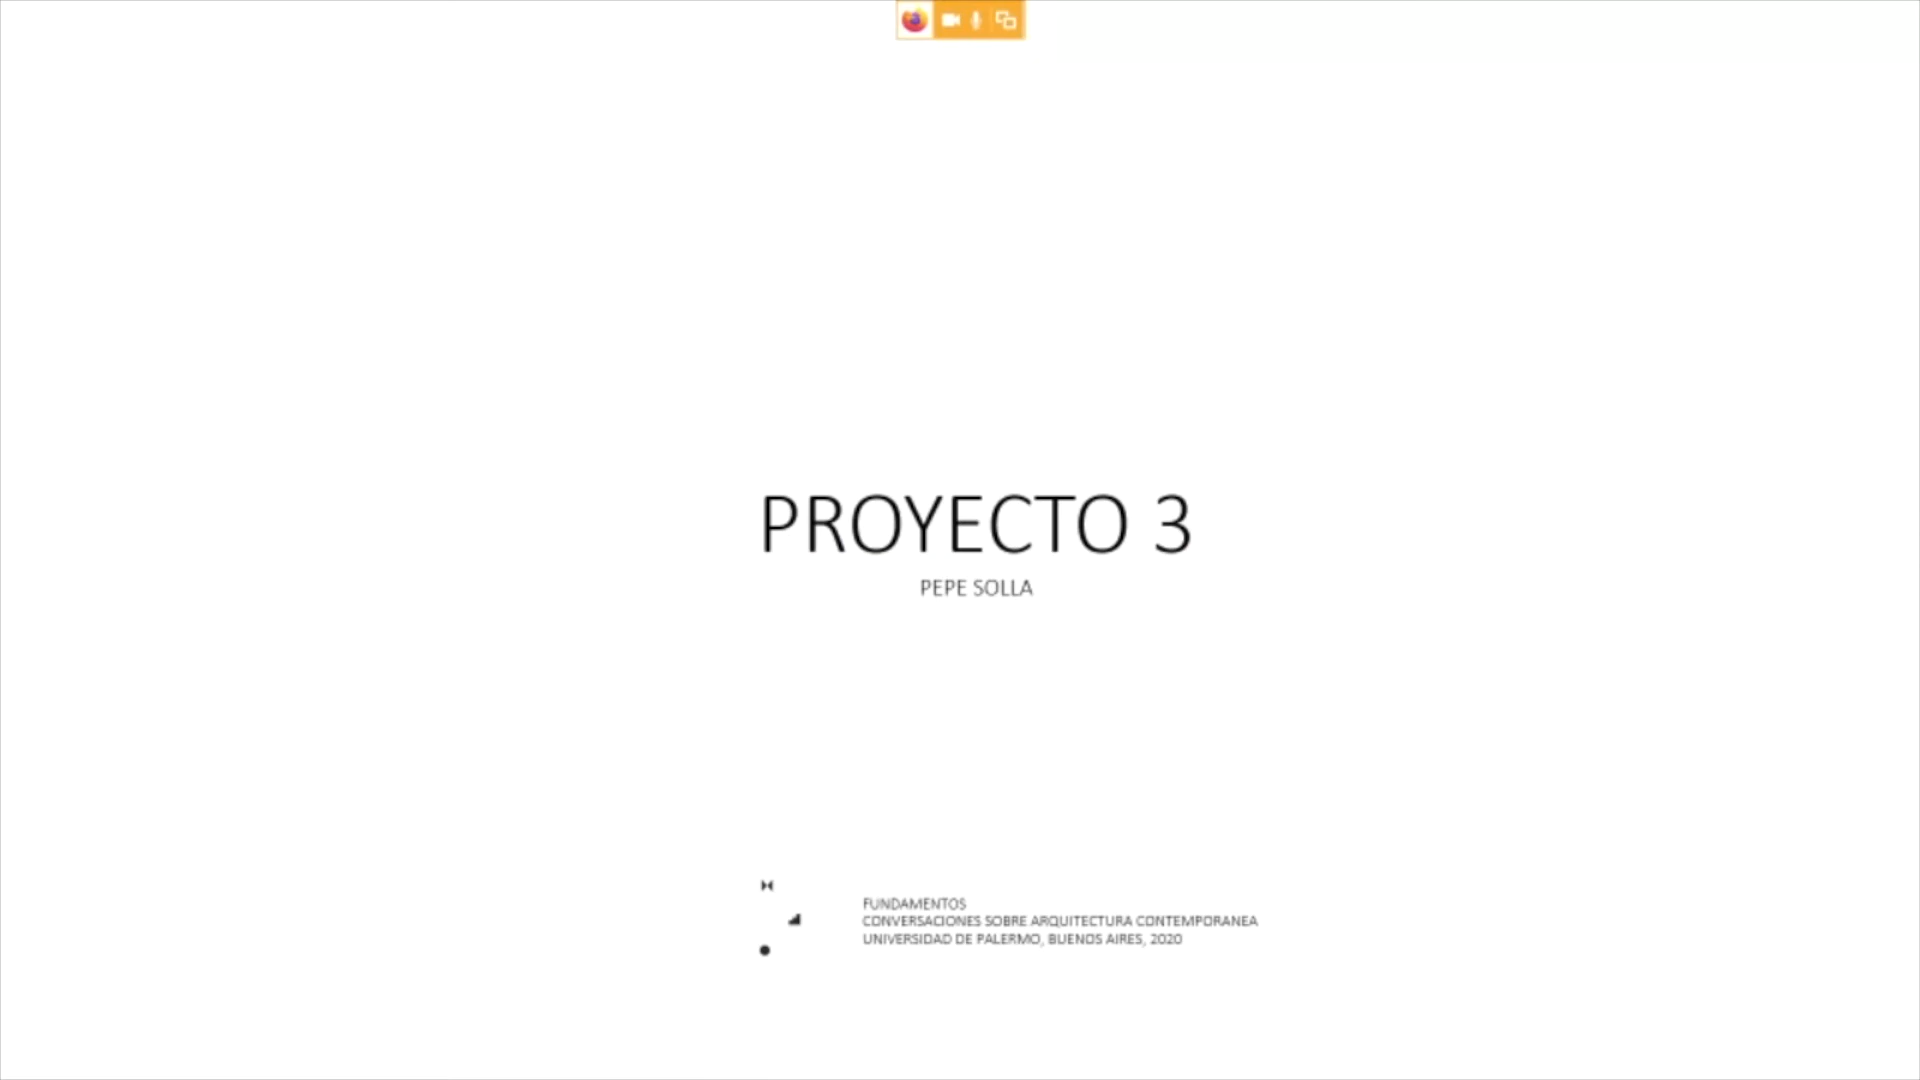 PROYECTO 3
PEPE SOLLA
FUNDAMENTOS
CONVERSACIONES SOBRE ARQUITECTURA CONTEMPORANEA
UNIVERSIDAD DE PALERMO, BUENOS AIRES, 2020